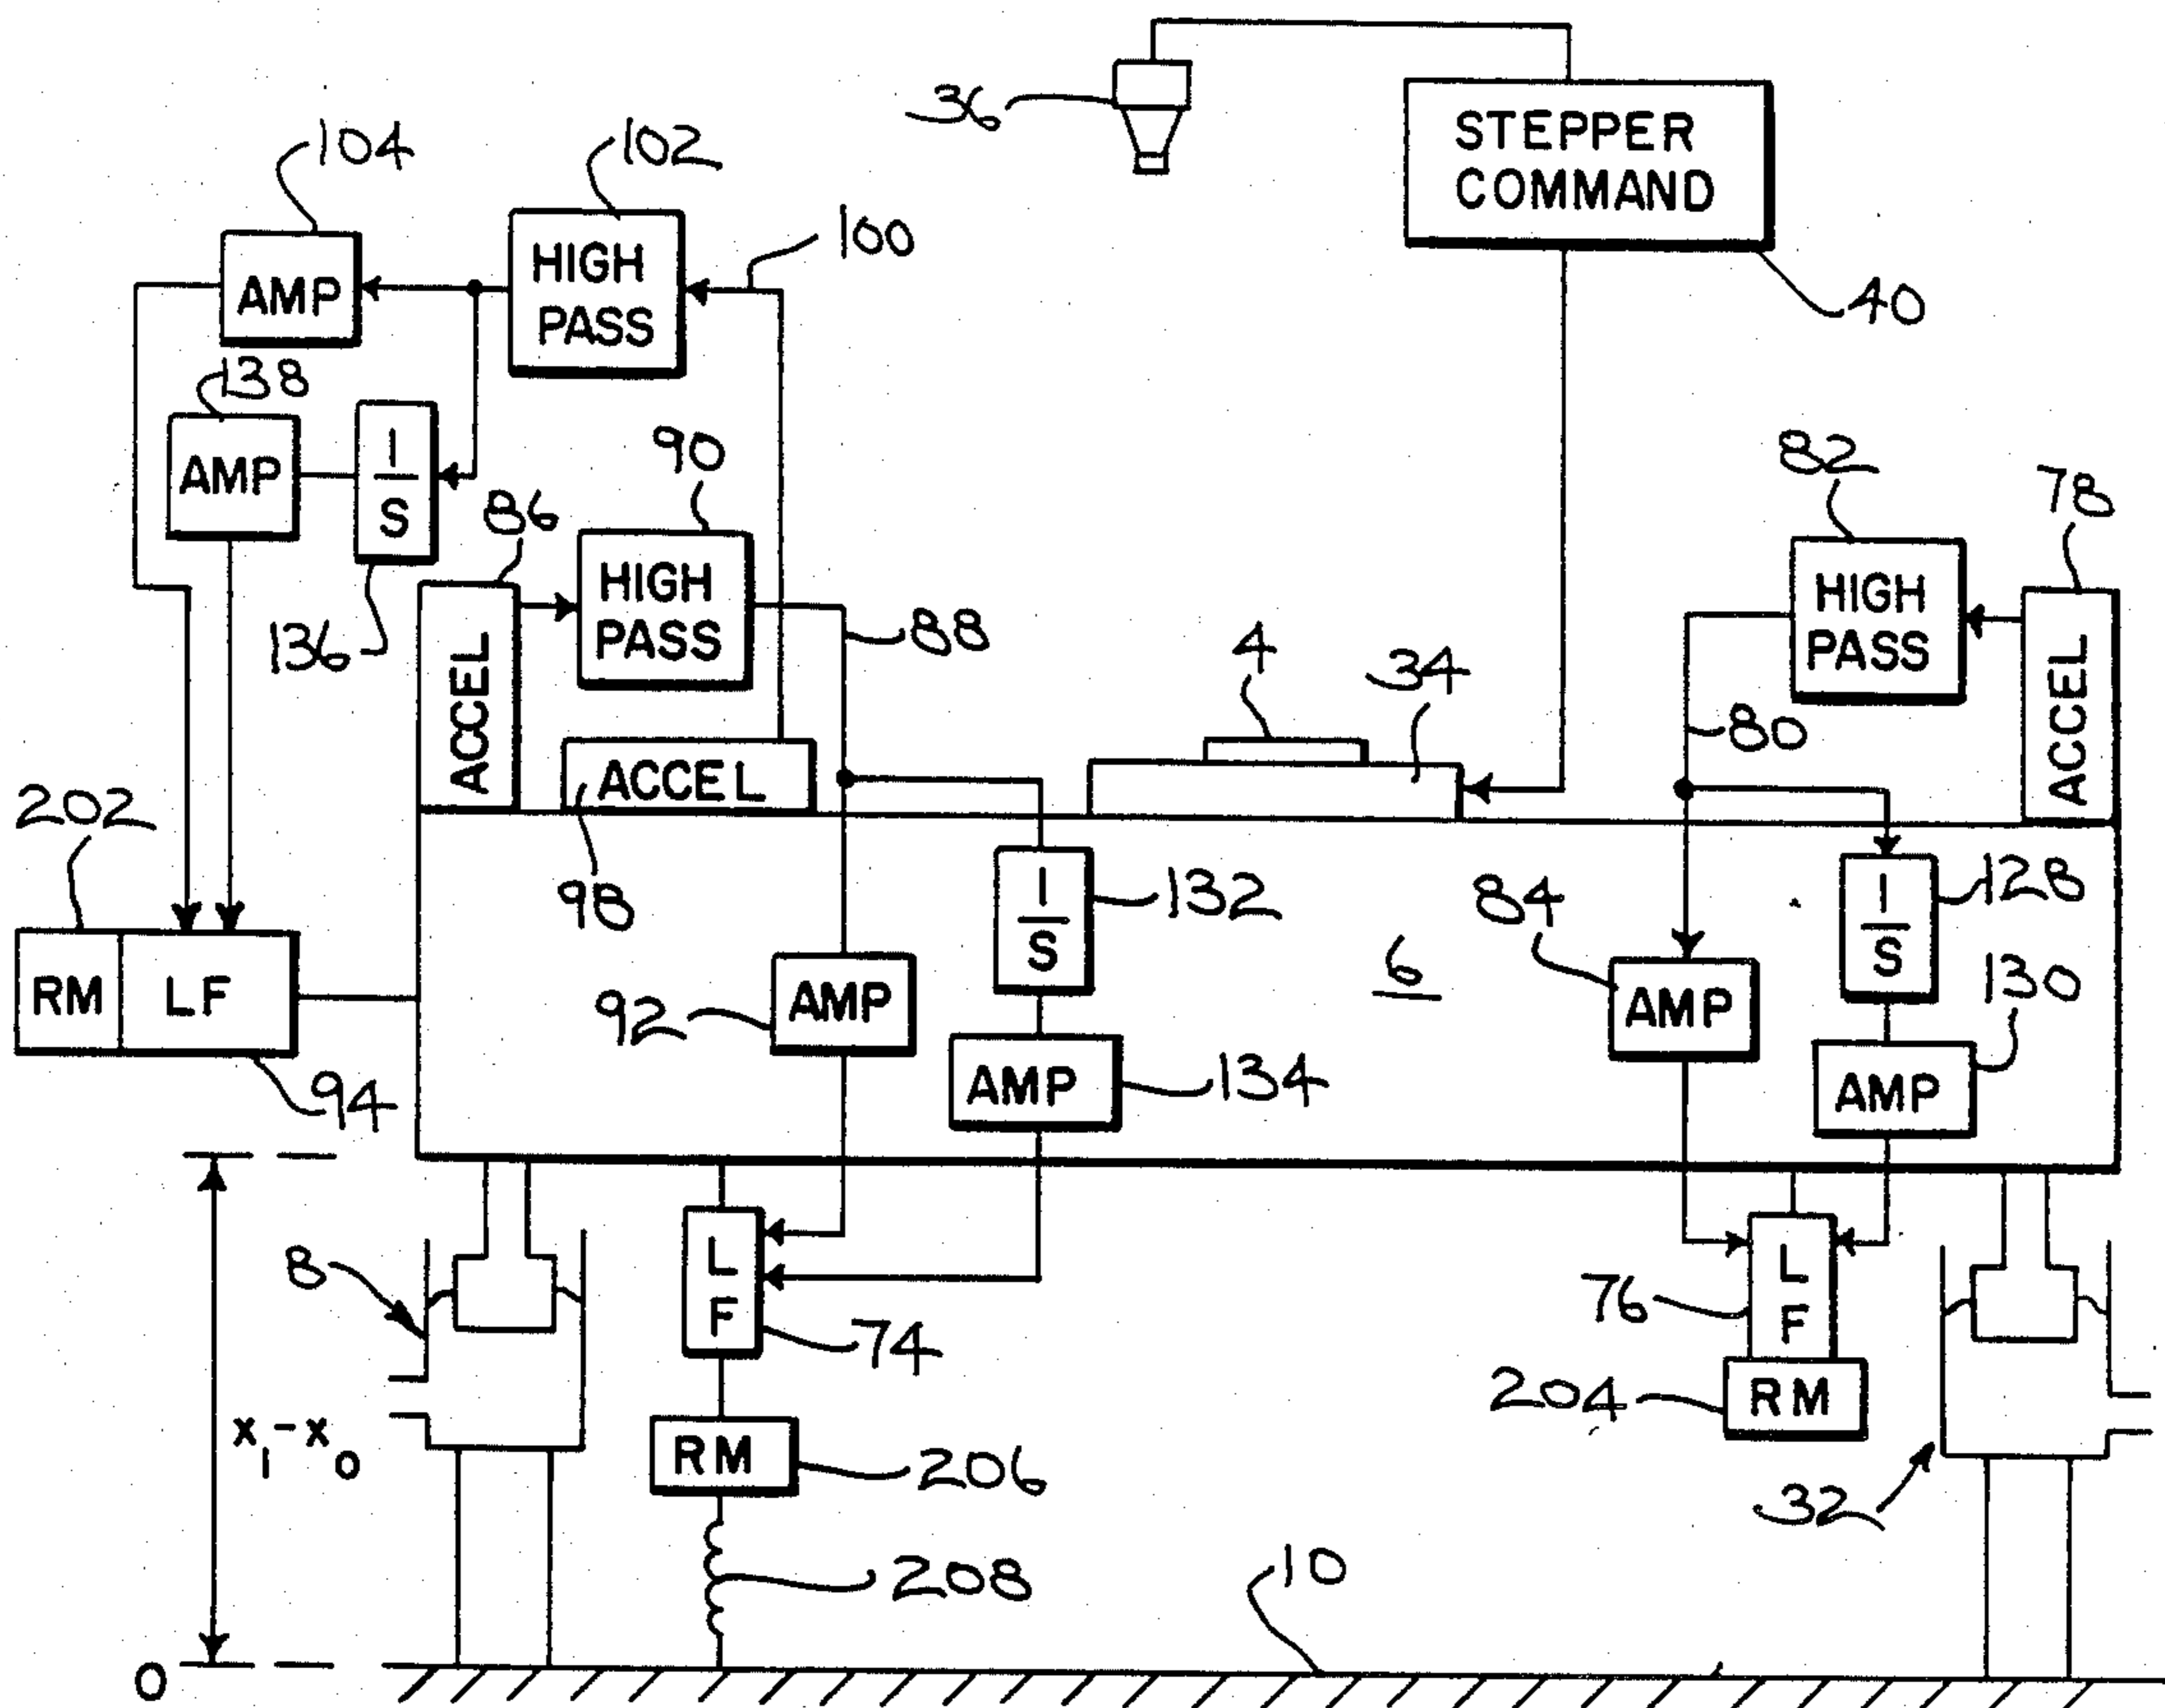 36
STEPPER
COMMAND
40
104
AMP
102
HIGH
PASS
100
138
AMP
1
S
136
86
ACCEL
90
HIGH
PASS
88
4
34
82
HIGH
PASS
80
78
ACCEL
202
RM LF
94
98
ACCEL
92
AMP
1
S
132
AMP
134
6
84
AMP
1
S
128
130
AMP
X1-X0
0
8
L
F
74
RM
206
208
10
76
L
F
204
RM
32